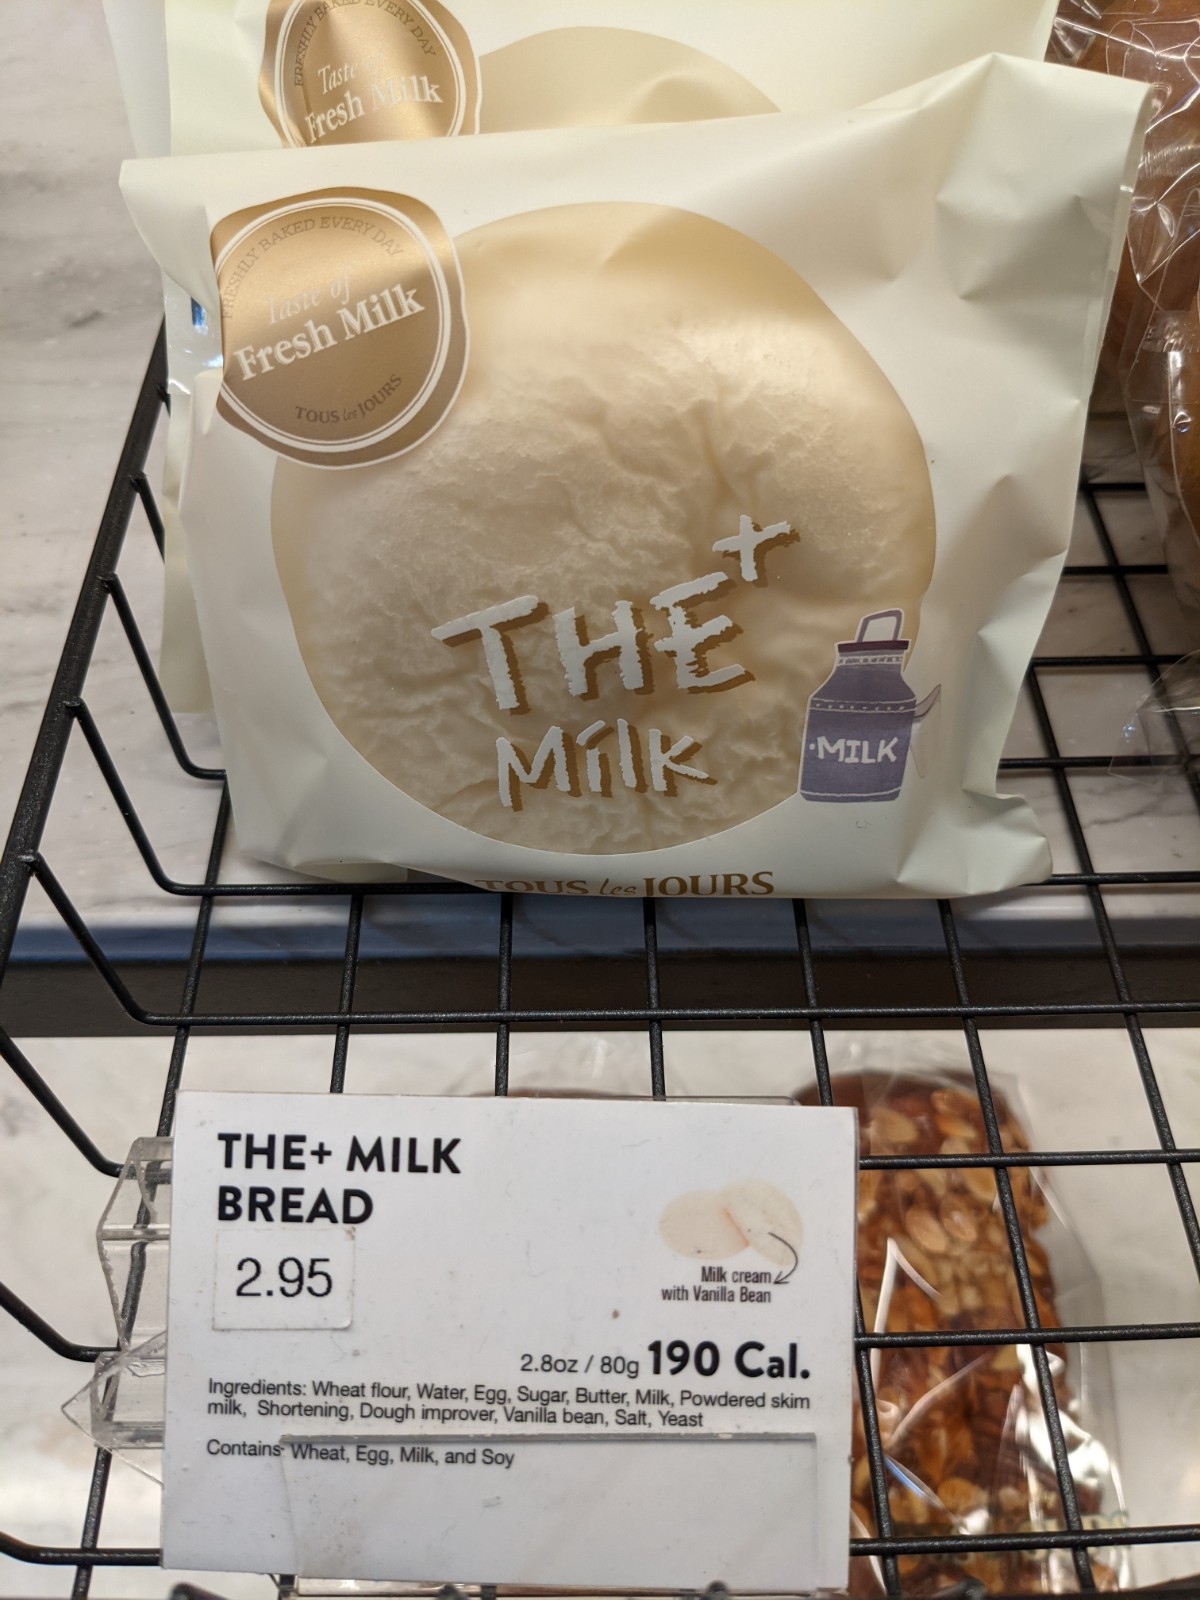 FRESHLY BAKED EVERY DAY
Taste of
Fresh Milk
FRESHLY BAKED EVERY DAY
Taste of
Fresh Milk
TOUS les JOURS
THE+
Milk
·MILK
TOUS les JOURS
THE+ MILK
BREAD
2.95
Milk cream
with Vanilla Bean
2.8oz / 80g 190 Cal.
Ingredients: Wheat flour, Water, Egg, Sugar, Butter, Milk, Powdered skim
milk, Shortening, Dough improver, Vanilla bean, Salt, Yeast
Contains: Wheat, Egg, Milk, and Soy